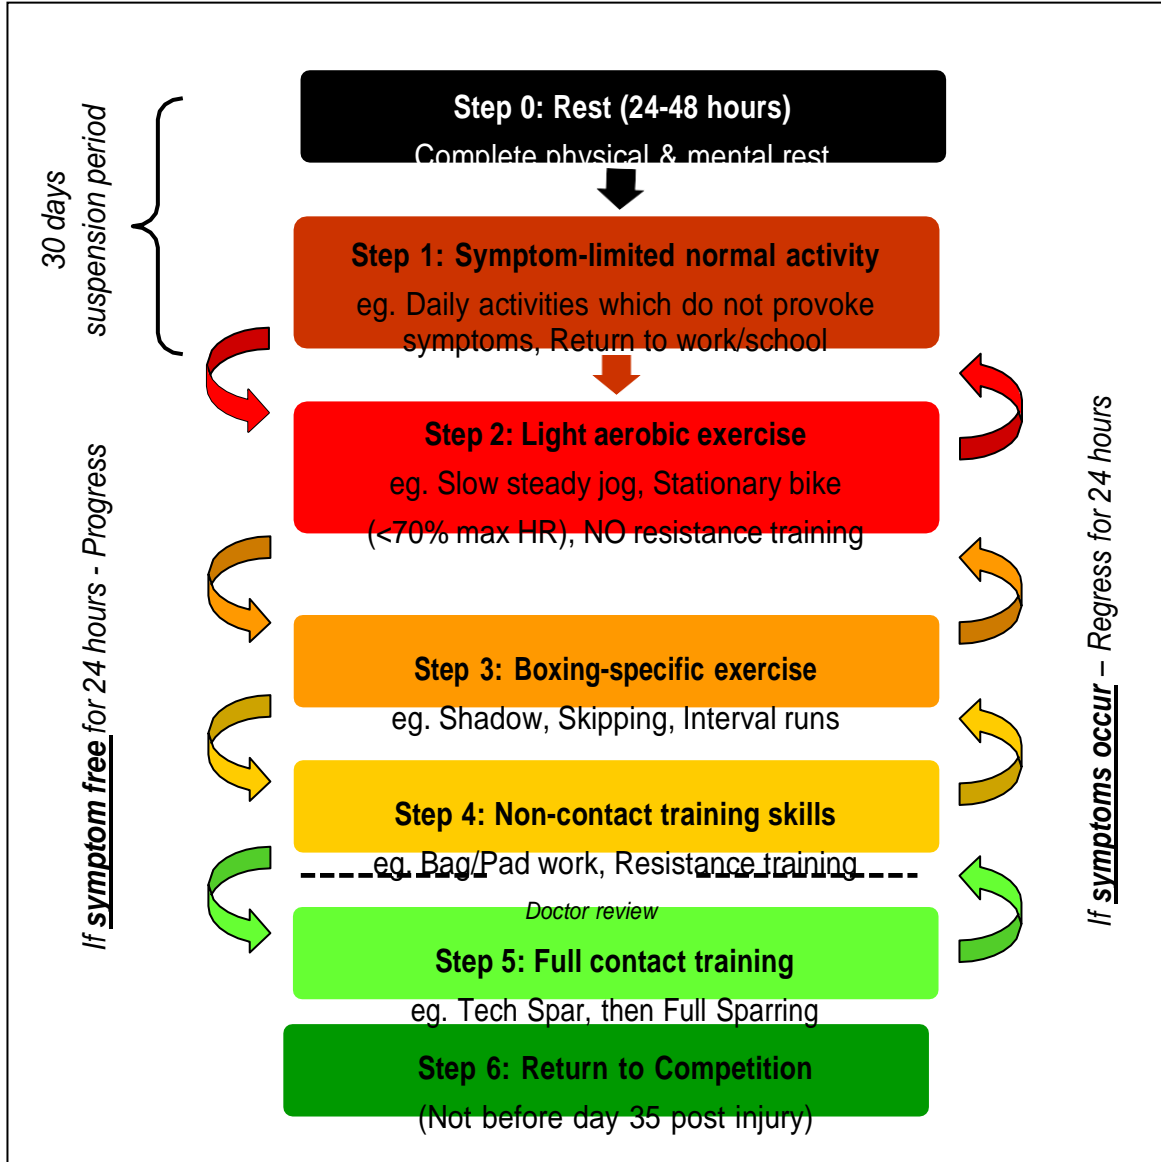 30 days
suspension period
Step 0: Rest (24-48 hours)
Complete physical & mental rest
Step 1: Symptom-limited normal activity
eg. Daily activities which do not provoke
symptoms, Return to work/school
Step 2: Light aerobic exercise
eg. Slow steady jog, Stationary bike
(<70% max HR), NO resistance training
If symptom free for 24 hours - Progress
If symptoms occur – Regress for 24 hours
Step 3: Boxing-specific exercise
eg. Shadow, Skipping, Interval runs
Step 4: Non-contact training skills
eg. Bag/Pad work, Resistance training
Doctor review
Step 5: Full contact training
eg. Tech Spar, then Full Sparring
Step 6: Return to Competition
(Not before day 35 post injury)